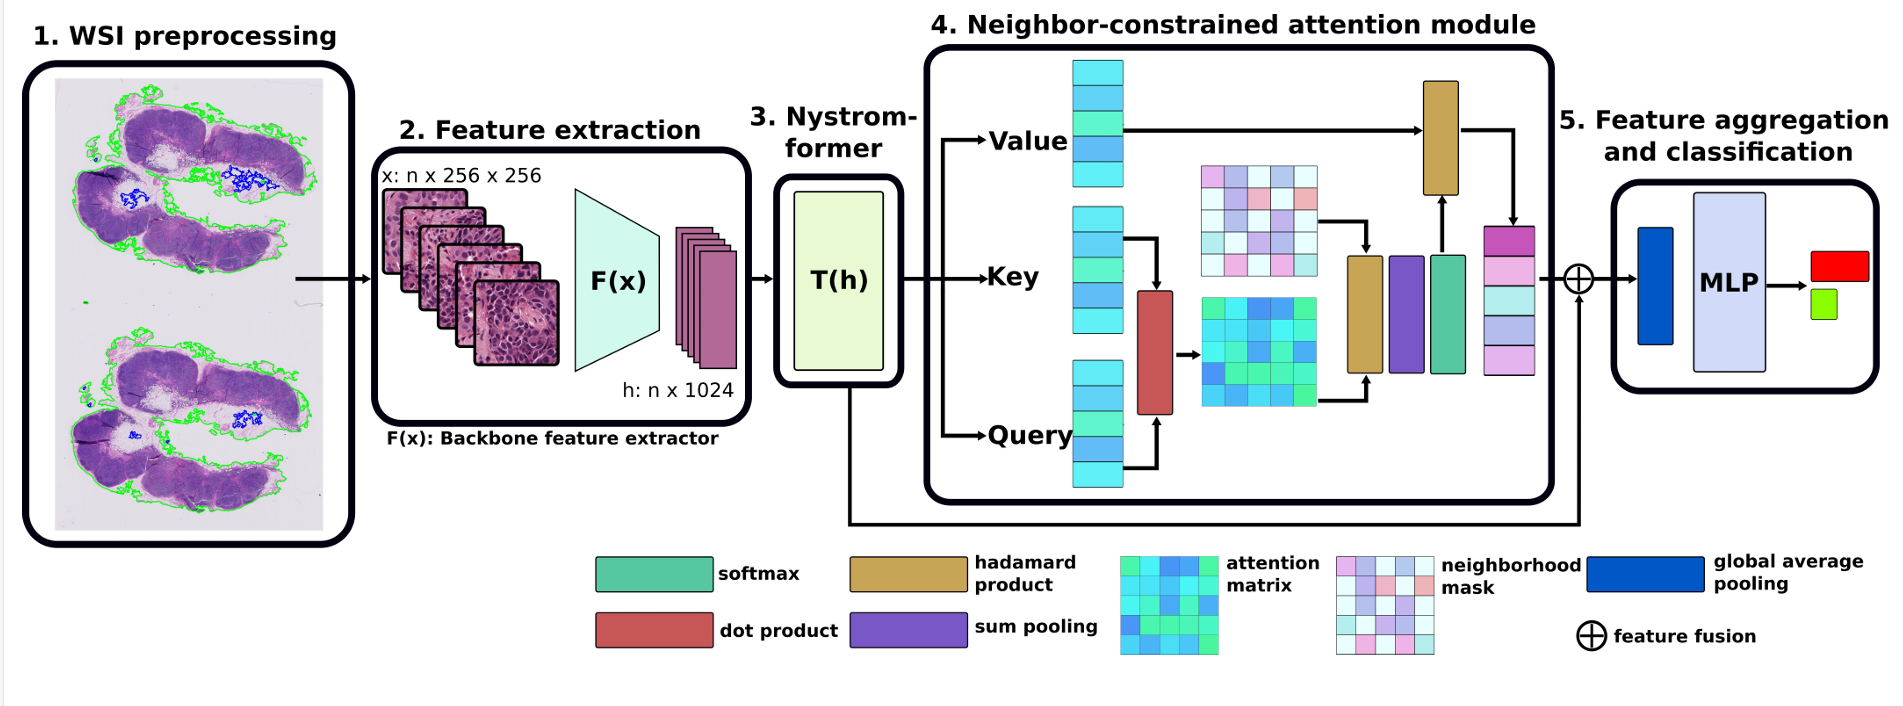 1. WSI preprocessing
2. Feature extraction
x: n x 256 x 256
F(x)
h: n x 1024
F(x): Backbone feature extractor
3. Nystrom-
former
T(h)
4. Neighbor-constrained attention module
Value
Key
Query
5. Feature aggregation
and classification
MLP
softmax
dot product
hadamard
product
sum pooling
attention
matrix
neighborhood
mask
global average
pooling
feature fusion